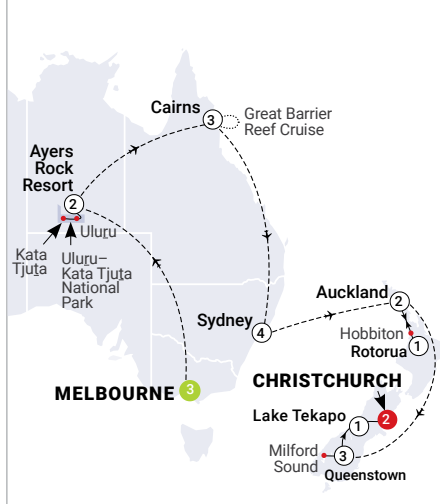 Cairns
3
Great Barrier
Reef Cruise
Ayers
Rock
Resort
2
Uluru
Kata
Tjuta
Uluru–
Kata Tjuta
National
Park
Auckland
2
Sydney
4
Hobbiton
Rotorua
1
MELBOURNE
3
CHRISTCHURCH
2
Lake Tekapo
1
Milford
Sound
3
Queenstown